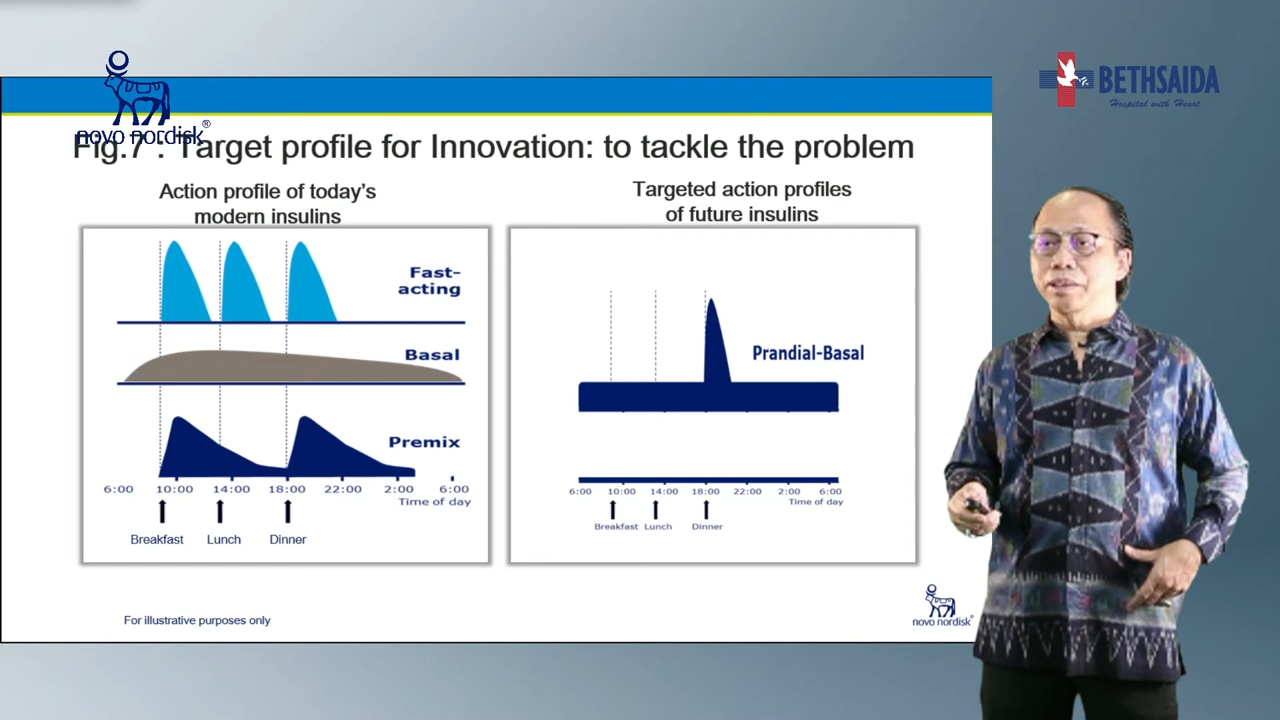 novo nordisk®
BETHSAIDA
Hospital with Heart
Fig.7 : Target profile for Innovation: to tackle the problem
Action profile of today's
modern insulins
Fast-
acting
Basal
Premix
6:00 10:00 14:00 18:00 22:00 2:00 6:00
Time of day
Breakfast Lunch Dinner
Targeted action profiles
of future insulins
Prandial-Basal
6:00 10:00 14:00 18:00 22:00 2:00 6:00
Time of day
Breakfast Lunch Dinner
For illustrative purposes only
novo nordisk®